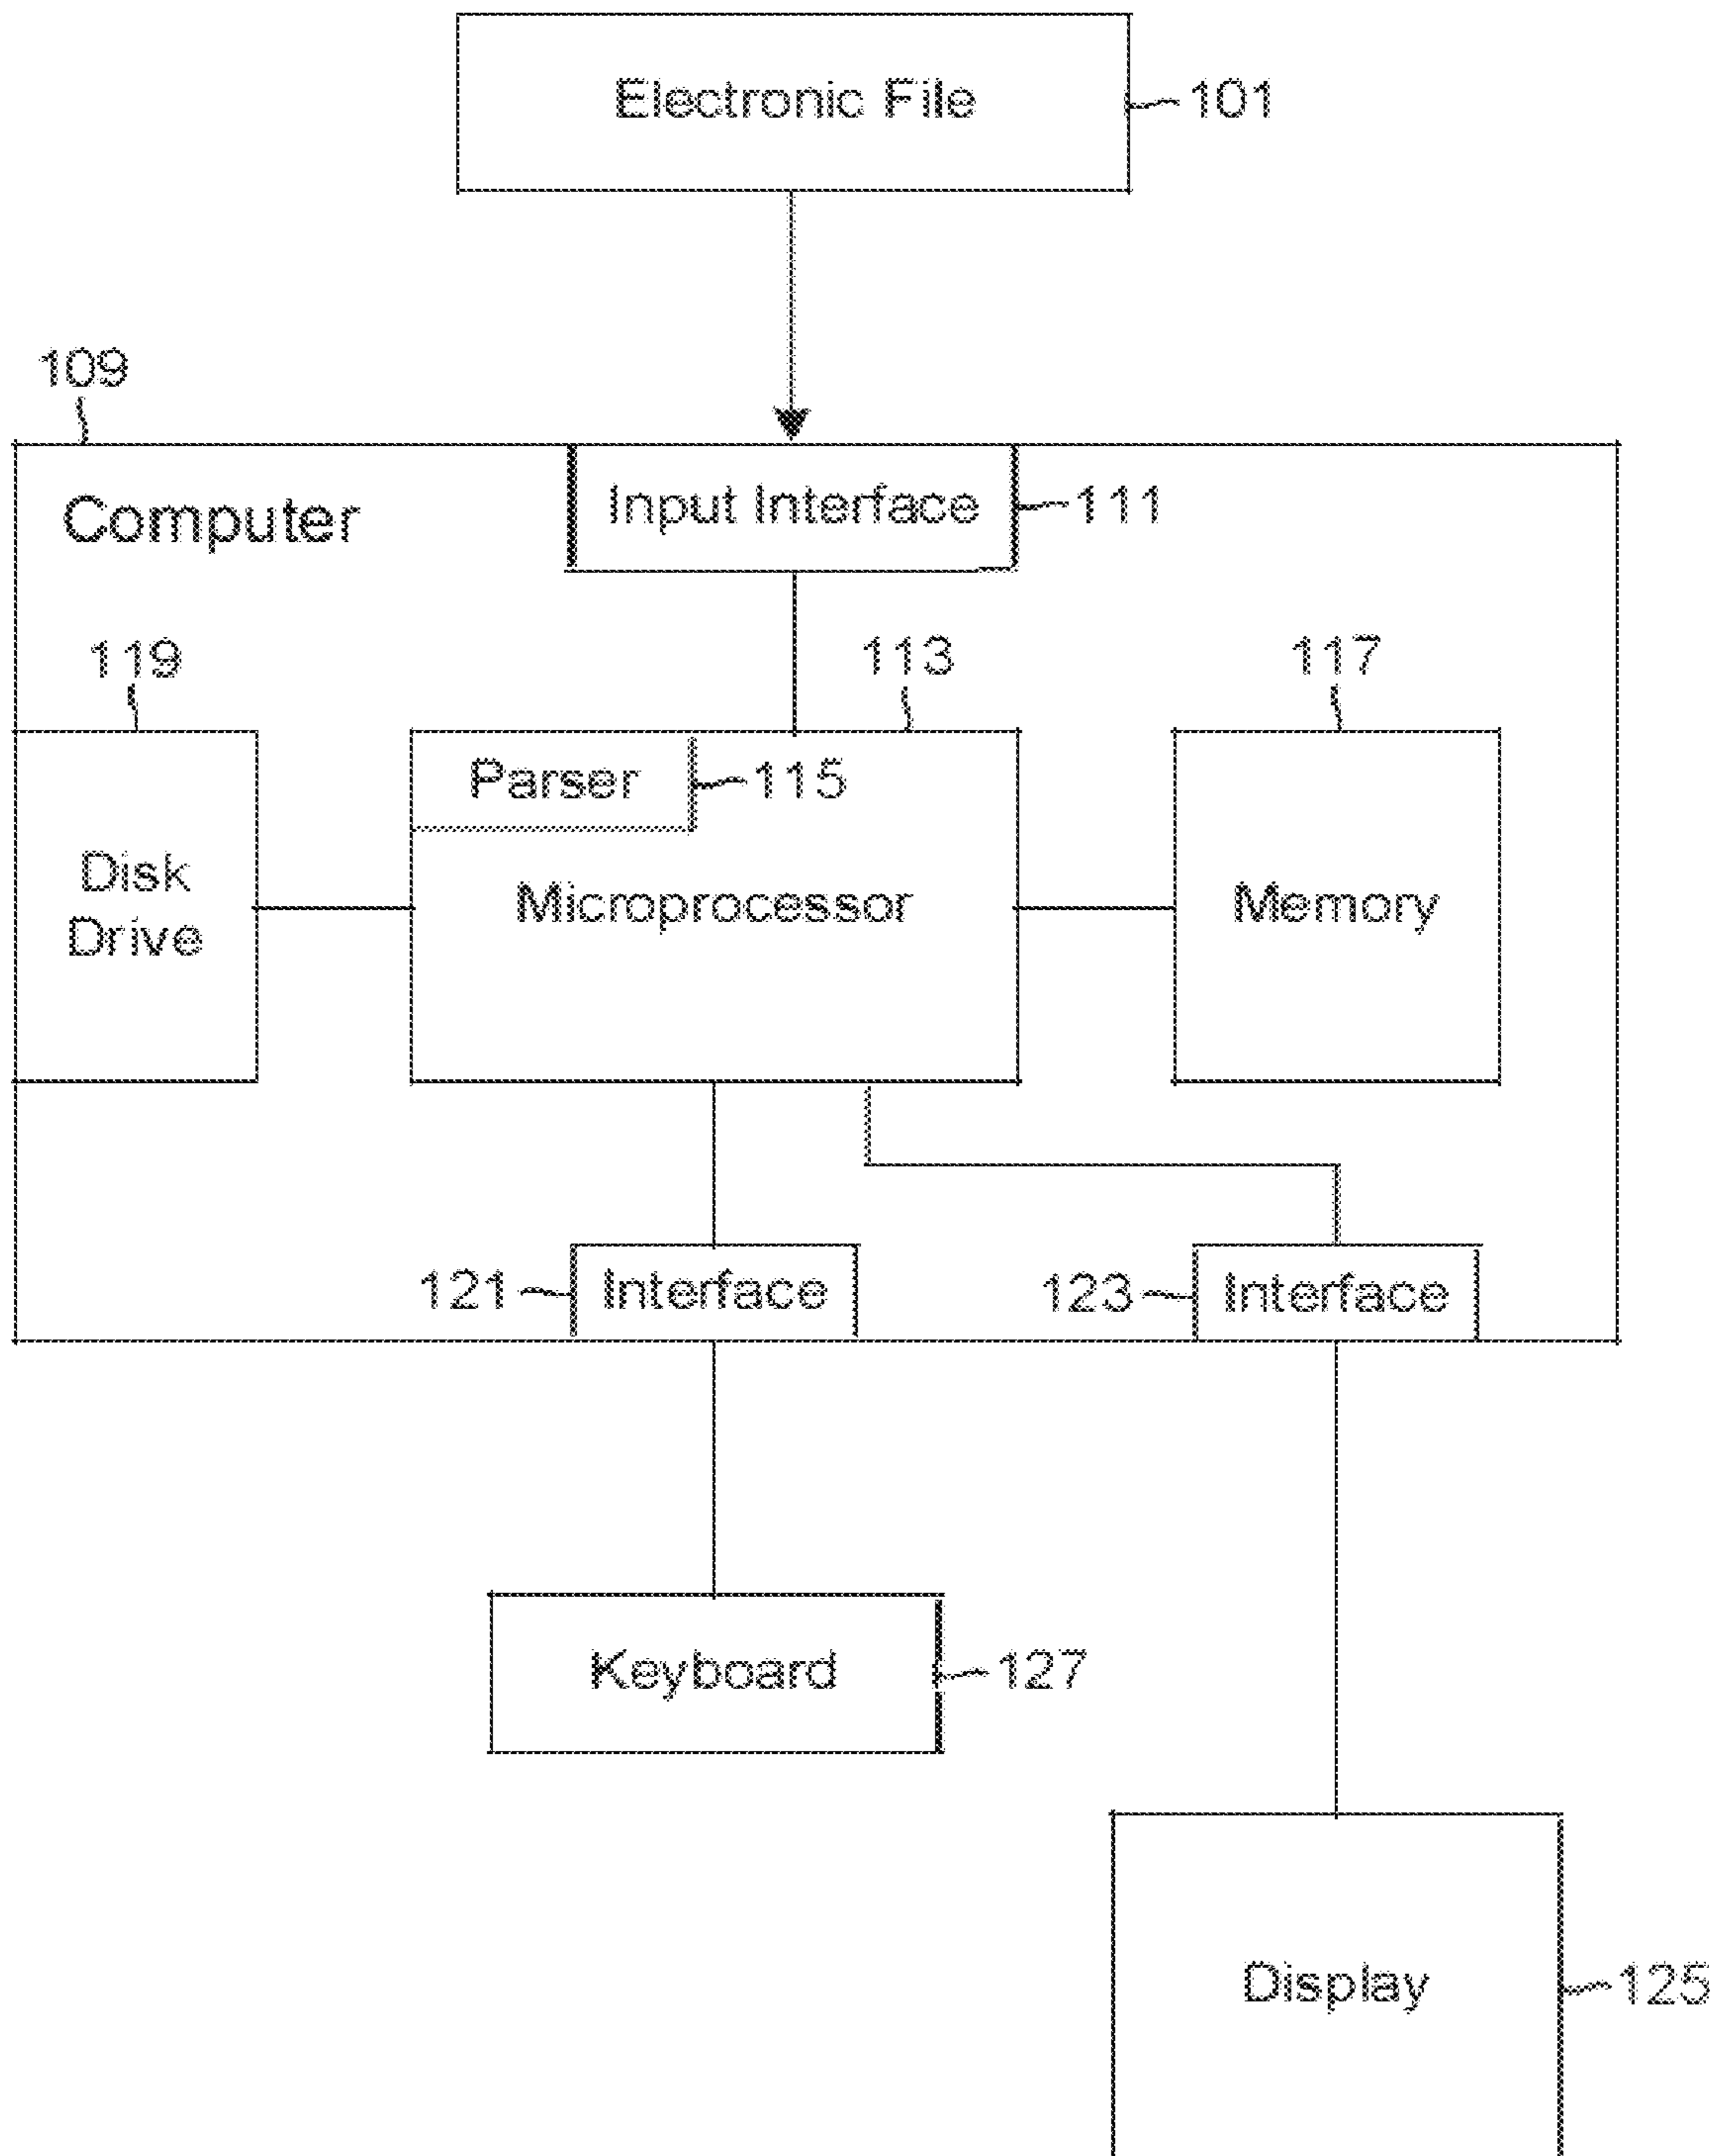 Electronic File
101
109
Computer
Input Interface
111
119
113
117
Parser
115
Disk
Drive
Microprocessor
Memory
121
Interface
123
Interface
Keyboard
127
Display
125